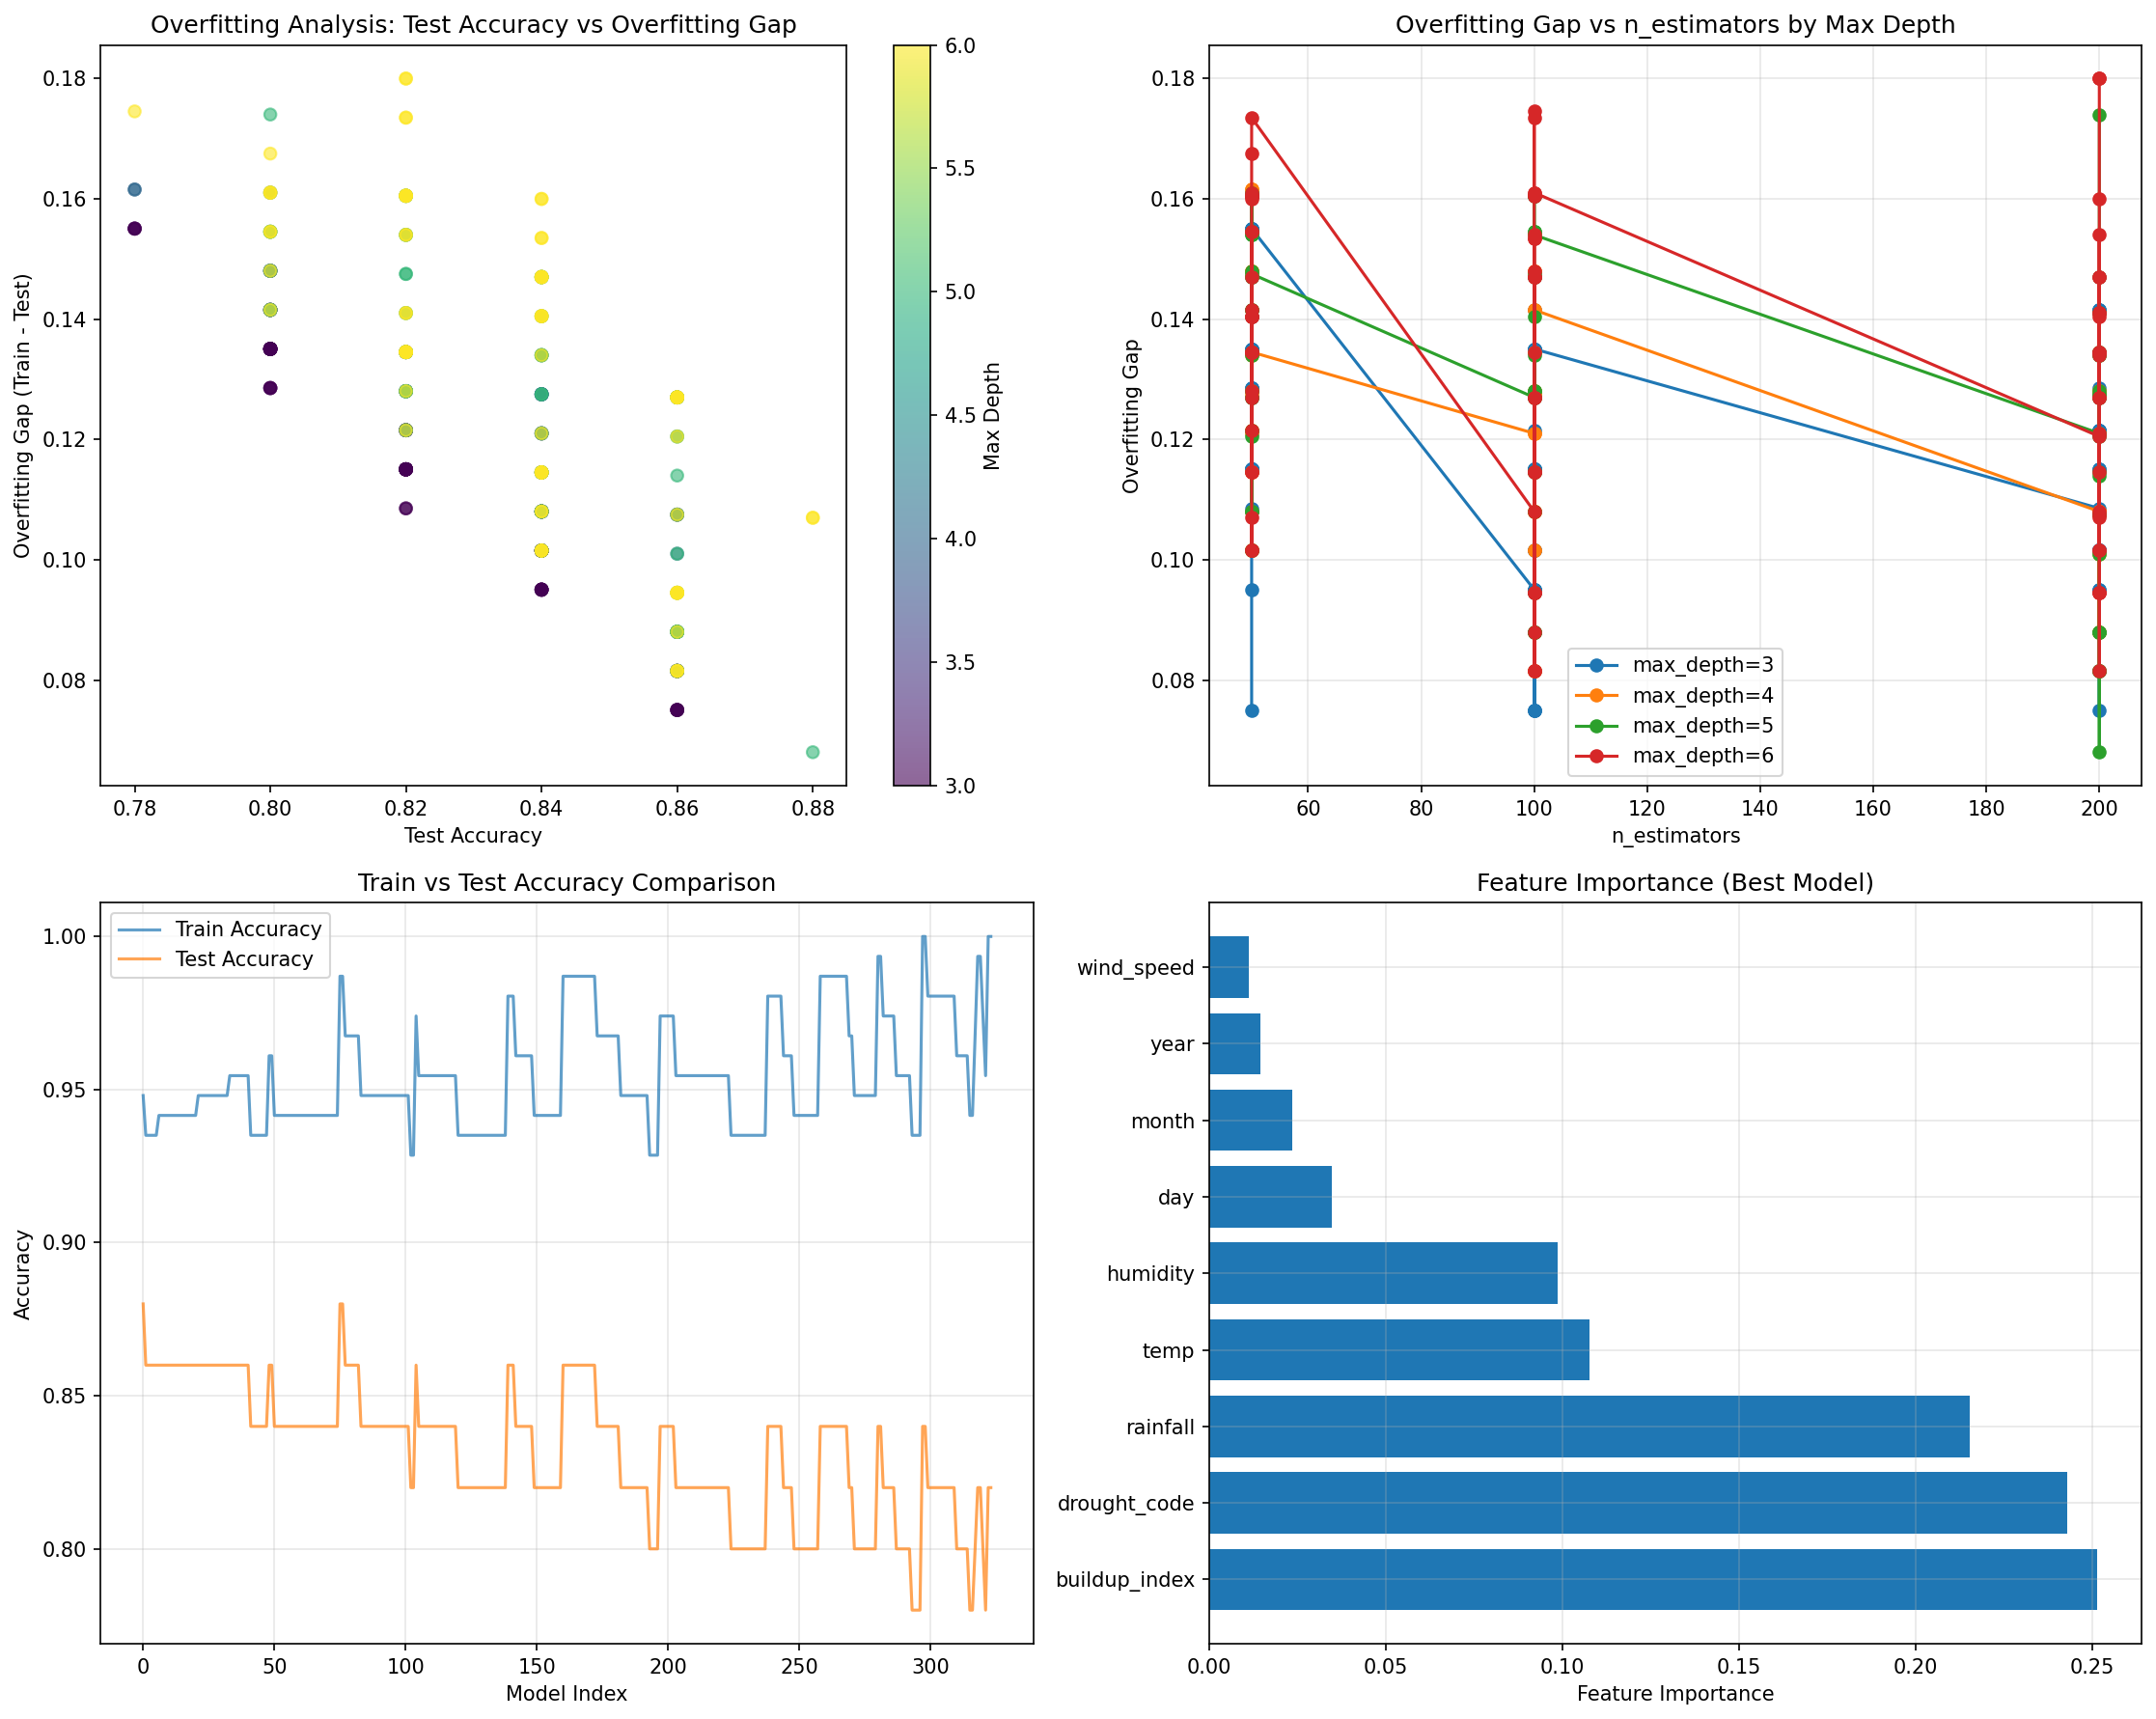 Overfitting Analysis: Test Accuracy vs Overfitting Gap
Overfitting Gap (Train - Test)
0.18
0.16
0.14
0.12
0.10
0.08
0.78 0.80 0.82 0.84 0.86 0.88
Test Accuracy
6.0
5.5
5.0
4.5
4.0
3.5
3.0
Max Depth
Overfitting Gap vs n_estimators by Max Depth
Overfitting Gap
0.18
0.16
0.14
0.12
0.10
0.08
max_depth=3
max_depth=4
max_depth=5
max_depth=6
60 80 100 120 140 160 180 200
n_estimators
Train vs Test Accuracy Comparison
Train Accuracy
Test Accuracy
Accuracy
1.00
0.95
0.90
0.85
0.80
0 50 100 150 200 250 300
Model Index
Feature Importance (Best Model)
wind_speed
year
month
day
humidity
temp
rainfall
drought_code
buildup_index
0.00 0.05 0.10 0.15 0.20 0.25
Feature Importance